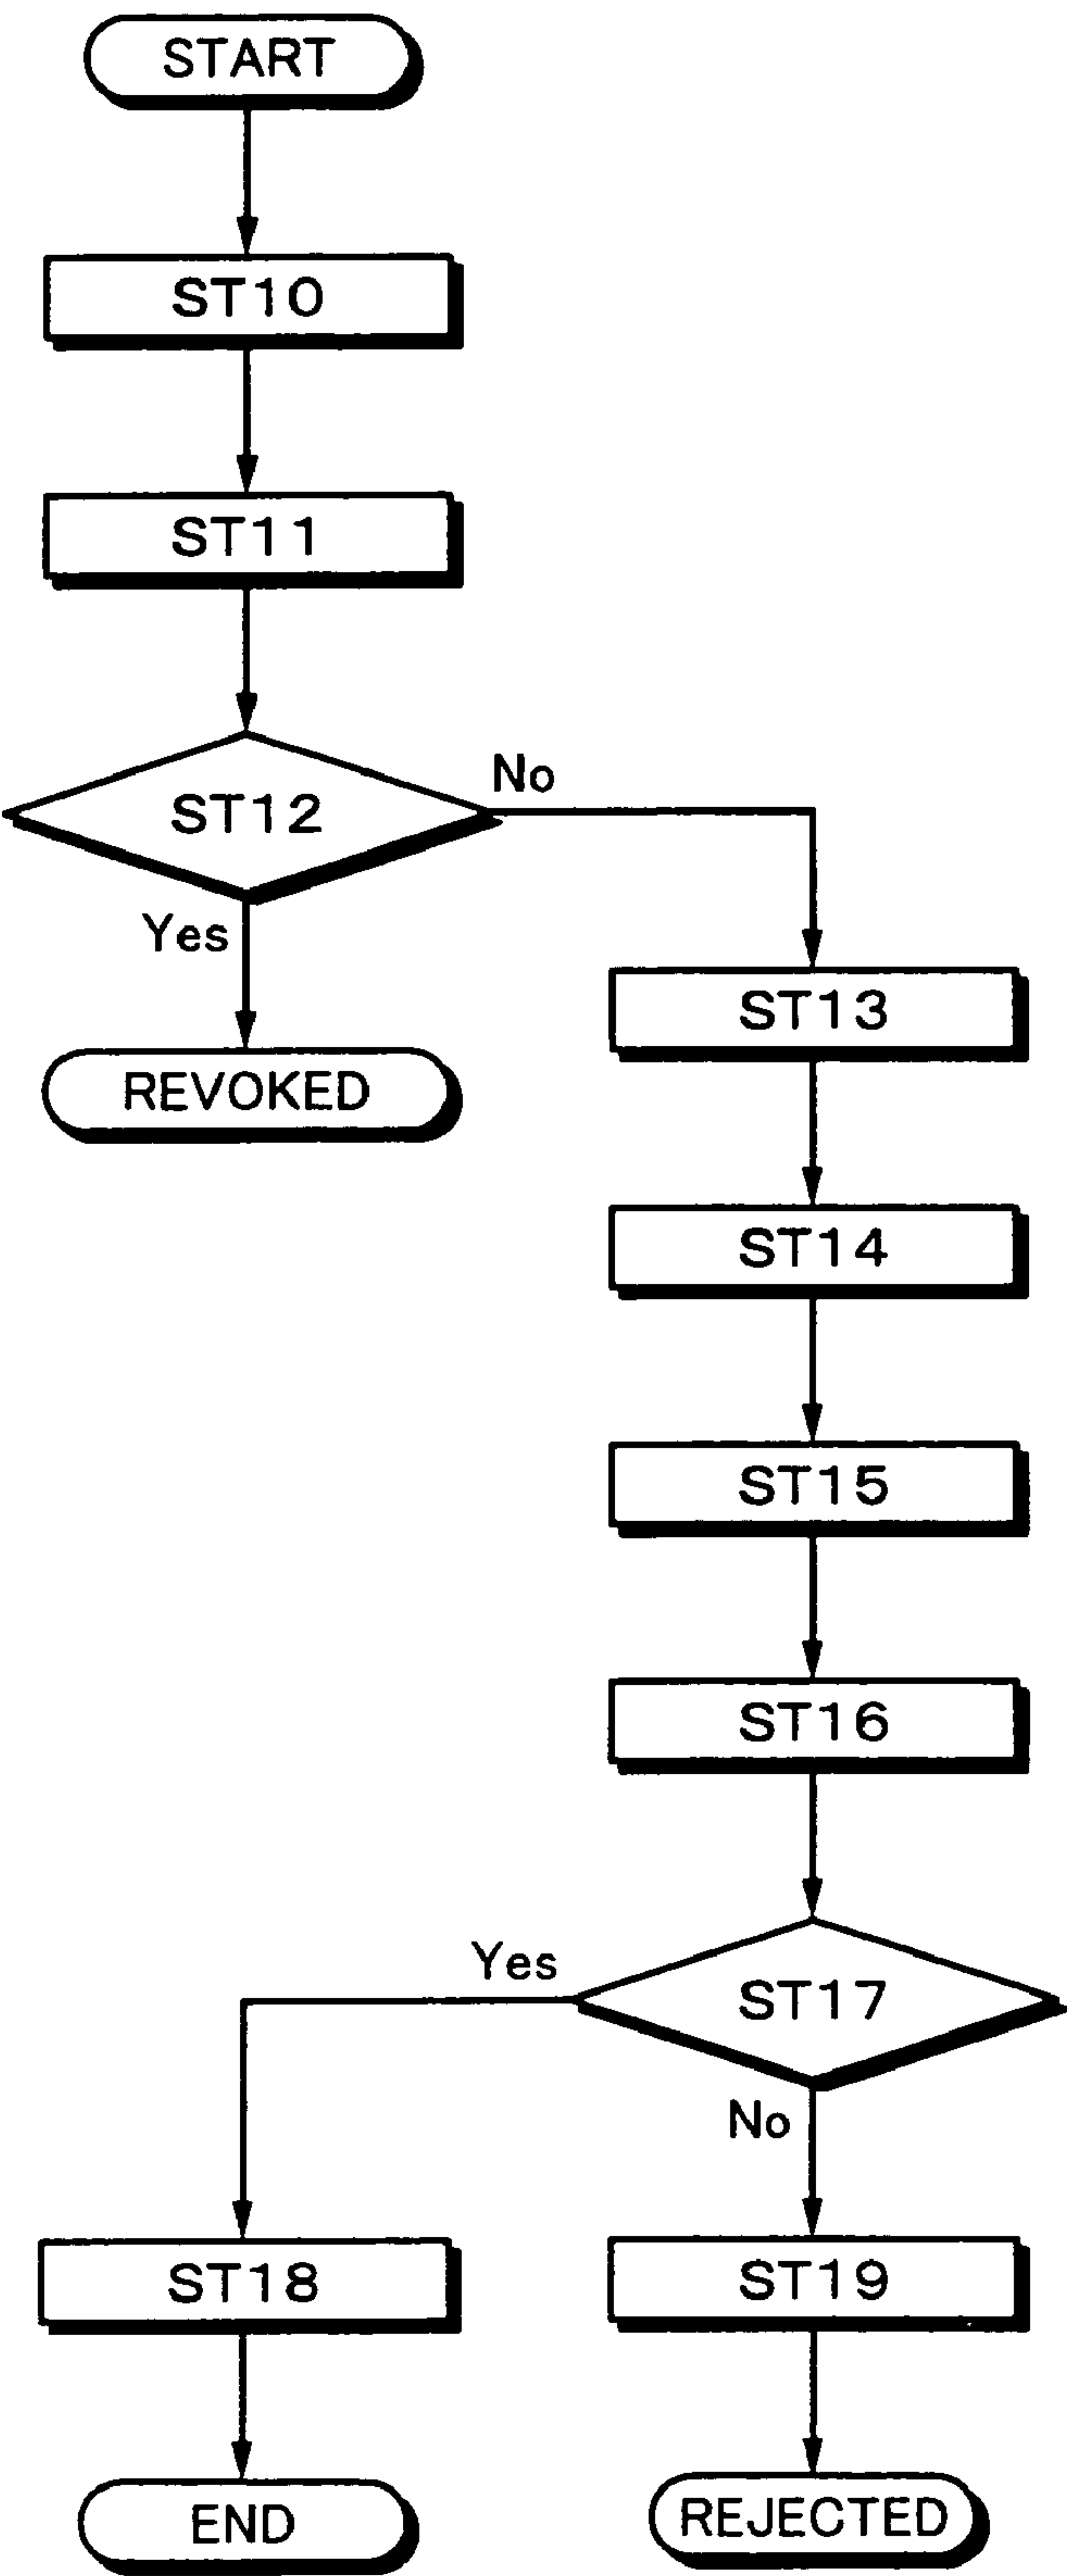 START
ST10
ST11
ST12
No
Yes
REVOKED
ST13
ST14
ST15
ST16
Yes
ST17
No
ST18
ST19
END
REJECTED